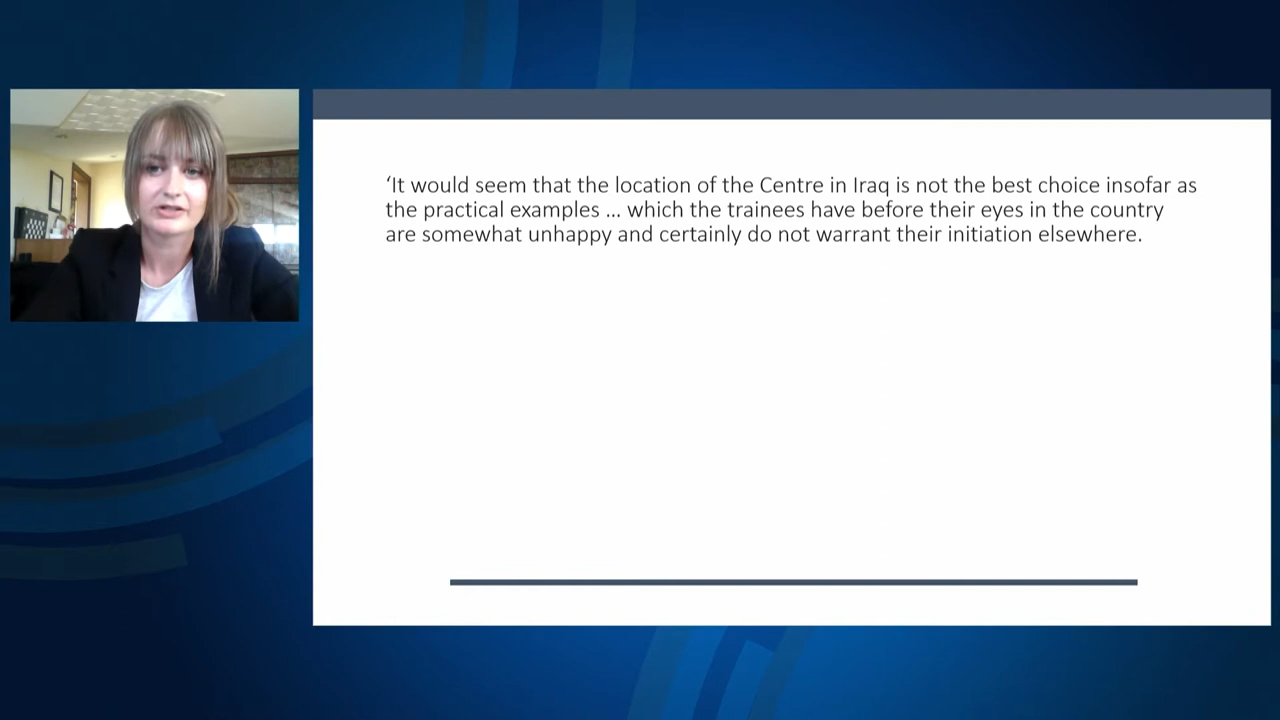 ‘It would seem that the location of the Centre in Iraq is not the best choice insofar as
the practical examples ... which the trainees have before their eyes in the country
are somewhat unhappy and certainly do not warrant their initiation elsewhere.